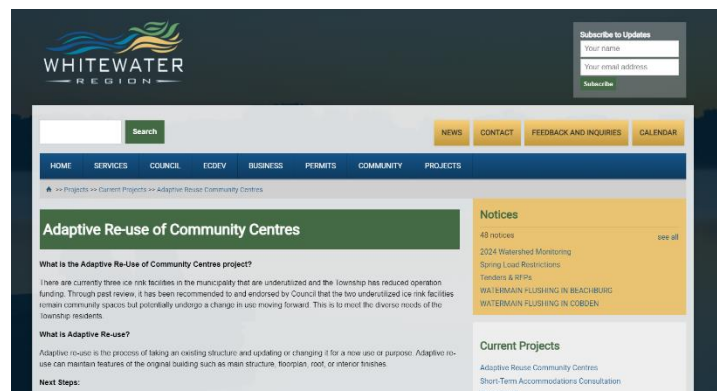 WHITEWATER
REGION
Subscribe to Updates
Your name
Your email address
Subscribe
Search
NEWS
CONTACT
FEEDBACK AND INQUIRIES
CALENDAR
HOME SERVICES COUNCIL ECDEV BUSINESS PERMITS COMMUNITY PROJECTS
>> Projects >> Current Projects >> Adaptive Reuse Community Centres
Adaptive Re-use of Community Centres
What is the Adaptive Re-Use of Community Centree project?
There are currently three ice rink facilities in the municipality that are underutilized and the Township has reduced operation
funding. Through past review, it has been recommended to and endorsed by Council that the two underutilized ice rink facilities
remain community spaces but potentially undergo a change in use moving forward. This is to meet the diverse needs of the
Township residents.
What is Adaptive Re-use?
Adaptive re-use is the process of taking an existing structure and updating or changing it for a new use or purpose. Adaptive re-
use can maintain features of the original building such as main structure, floorplan, roof, or interior finishes.
Next Steps:
Notices
48 notices see all
2024 Watershed Monitoring
Spring Load Restrictions
Tenders & RFPs
WATERMAIN FLUSHING IN BEACHBURG
WATERMAIN FLUSHING IN COBDEN
Current Projects
Adaptive Reuse Community Centres
Short-Term Accommodations Consultation